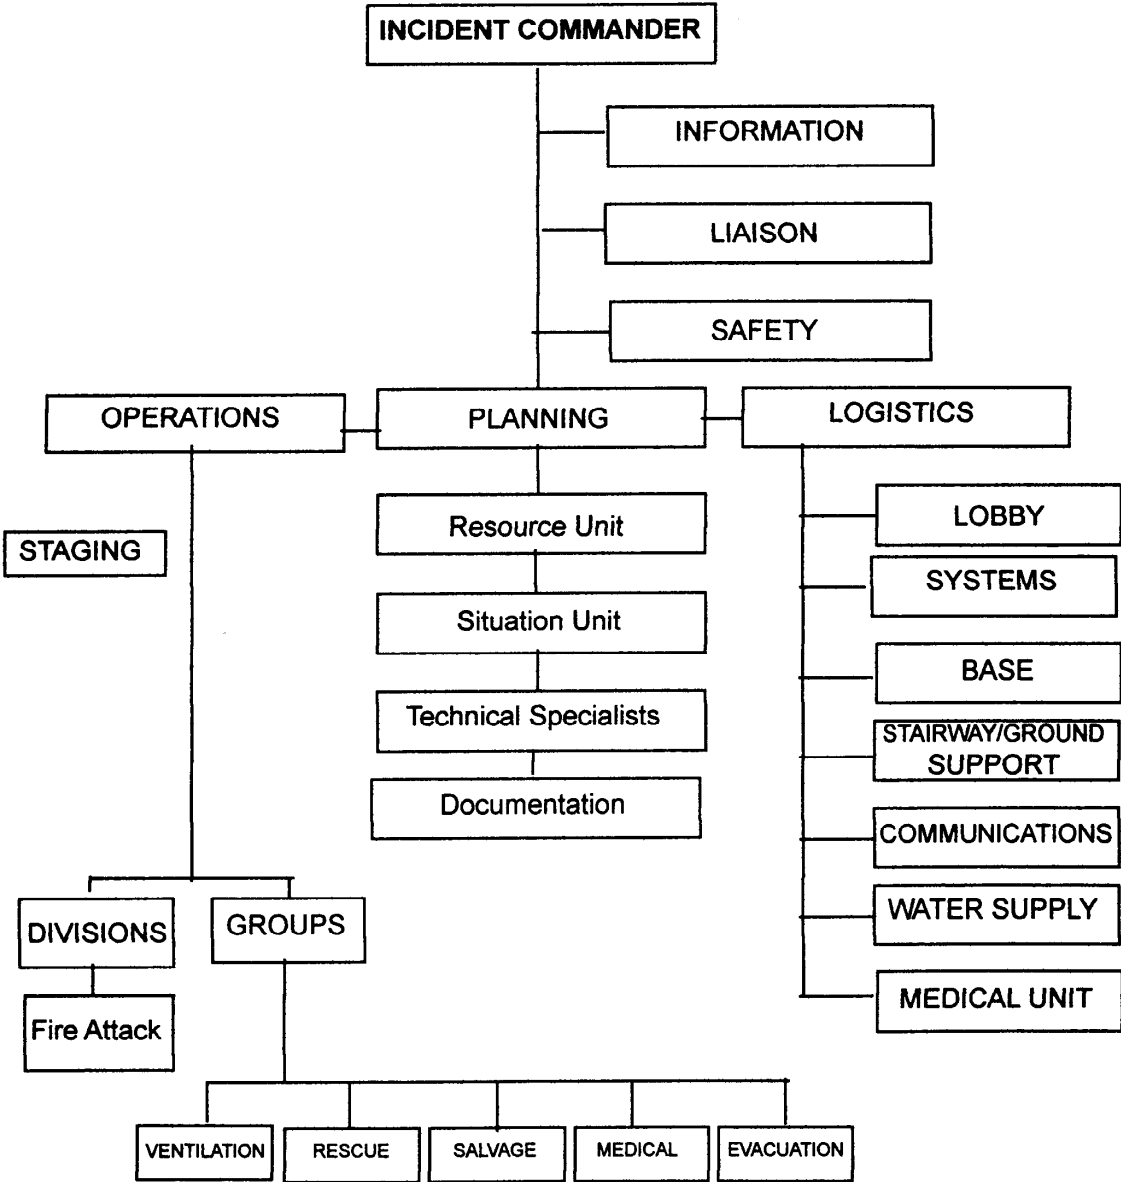 INCIDENT COMMANDER
INFORMATION
LIAISON
SAFETY
OPERATIONS
PLANNING
LOGISTICS
STAGING
Resource Unit
Situation Unit
Technical Specialists
Documentation
LOBBY
SYSTEMS
BASE
STAIRWAY/GROUND
SUPPORT
COMMUNICATIONS
WATER SUPPLY
MEDICAL UNIT
DIVISIONS
GROUPS
Fire Attack
VENTILATION
RESCUE
SALVAGE
MEDICAL
EVACUATION